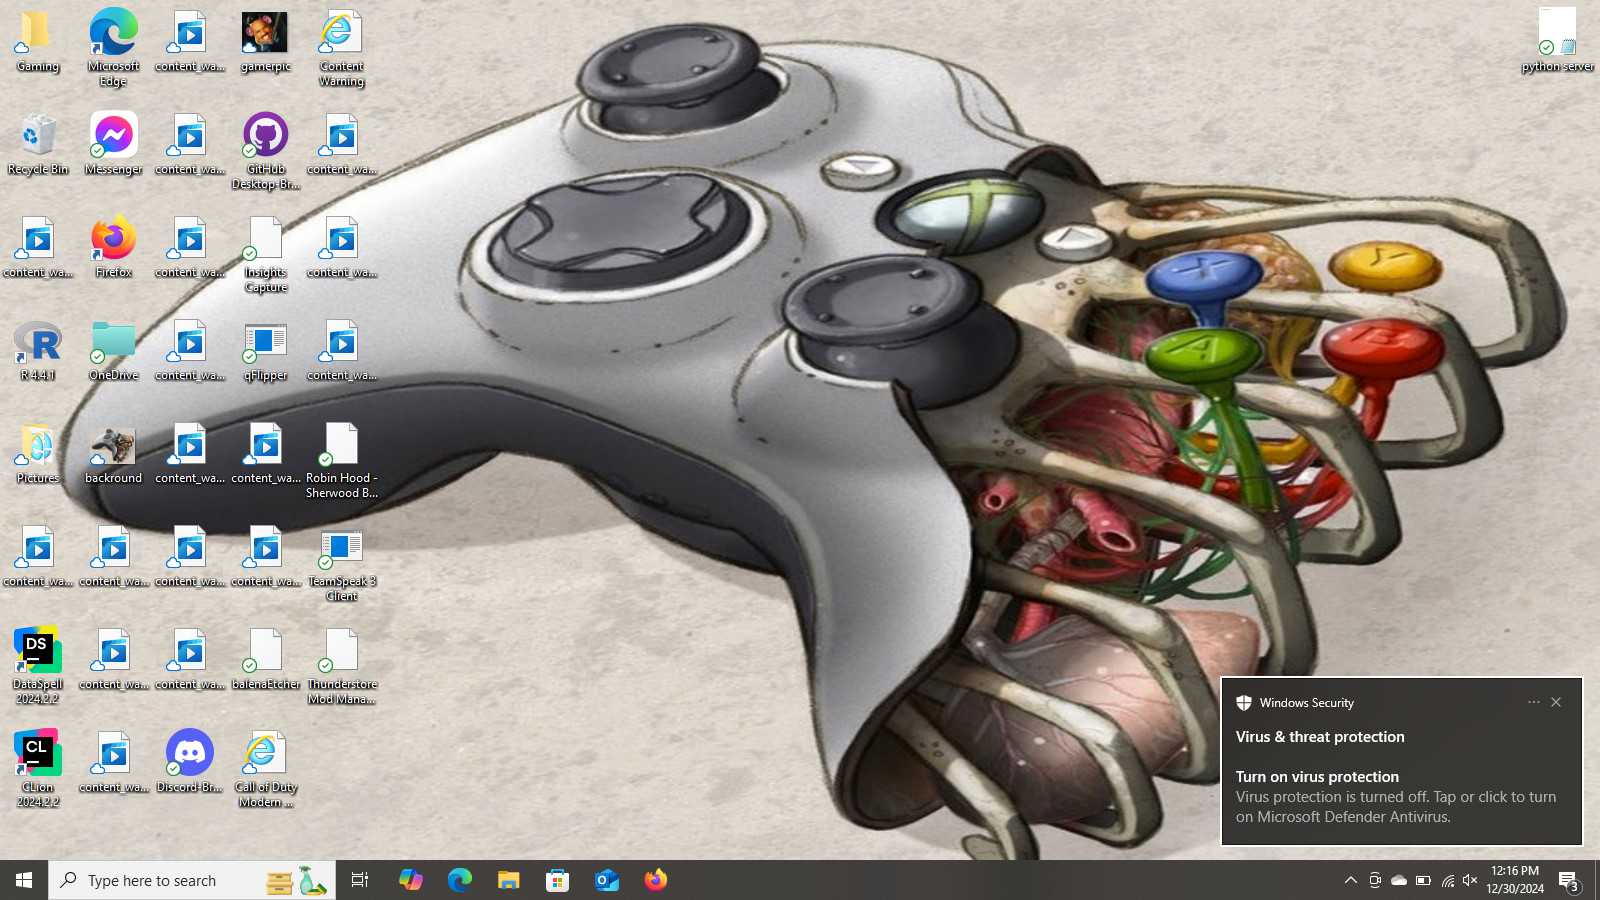 Gaming
Microsoft
Edge
content_wa...
gamerpic
Content
Warning
python server
Recycle Bin
Messenger
content_wa...
GitHub
Desktop-Br...
content_wa...
content_wa...
Firefox
content_wa...
Insights
Capture
content_wa...
R 4.4.1
OneDrive
content_wa...
qFlipper
content_wa...
Pictures
backround
content_wa...
content_wa...
Robin Hood -
Sherwood B...
content_wa...
content_wa...
content_wa...
content_wa...
TeamSpeak 3
Client
DS
DataSpell
2024.2.2
content_wa...
content_wa...
balenaEtcher
Thunderstore
Mod Mana...
CL
CLion
2024.2.2
content_wa...
Discord-Br...
Call of Duty
Modern ...
X
Y
A
B
Windows Security
Virus & threat protection
Turn on virus protection
Virus protection is turned off. Tap or click to turn
on Microsoft Defender Antivirus.
Type here to search
12:16 PM
12/30/2024
3